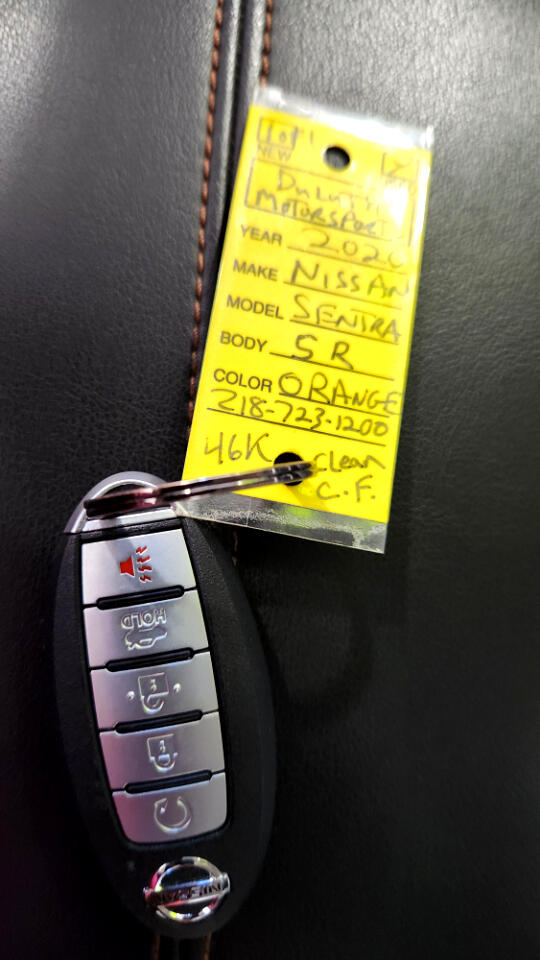 NEW
DULUTH
MOTORSPORT
YEAR 2020
MAKE NISSAN
MODEL SENTRA
BODY SR
COLOR ORANGE
218-723-1200
46K clean
C.F.
HOLD
NISSAN